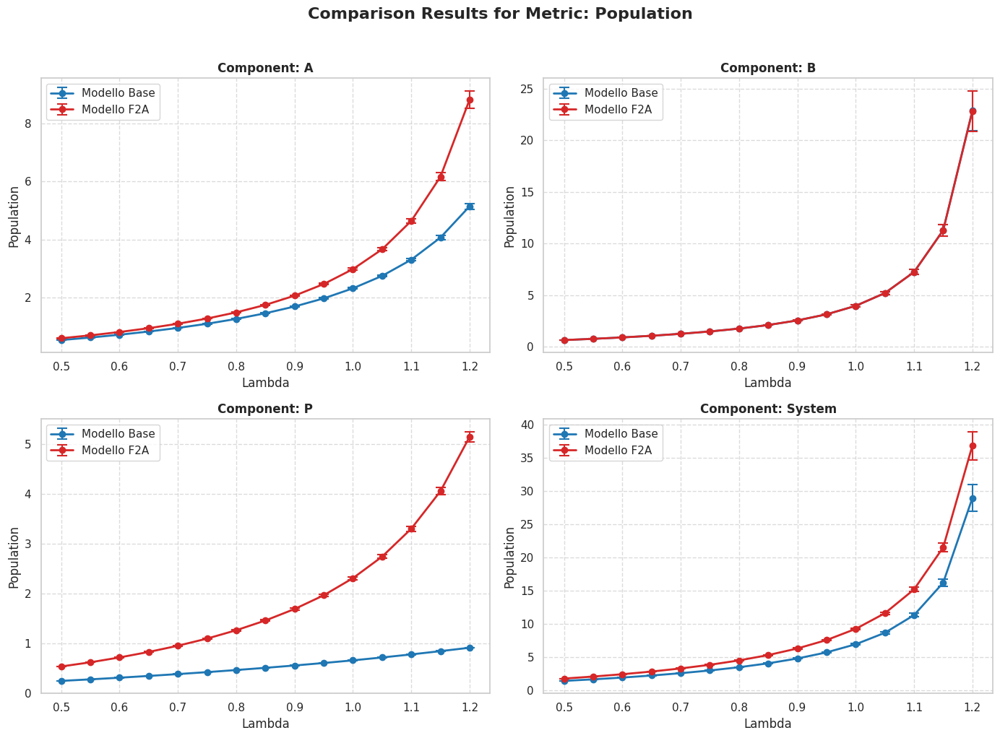 Comparison Results for Metric: Population
Component: A
Modello Base
Modello F2A
Population
8
6
4
2
0.5 0.6 0.7 0.8 0.9 1.0 1.1 1.2
Lambda
Component: B
Modello Base
Modello F2A
Population
25
20
15
10
5
0
0.5 0.6 0.7 0.8 0.9 1.0 1.1 1.2
Lambda
Component: P
Modello Base
Modello F2A
Population
5
4
3
2
1
0
0.5 0.6 0.7 0.8 0.9 1.0 1.1 1.2
Lambda
Component: System
Modello Base
Modello F2A
Population
40
35
30
25
20
15
10
5
0
0.5 0.6 0.7 0.8 0.9 1.0 1.1 1.2
Lambda